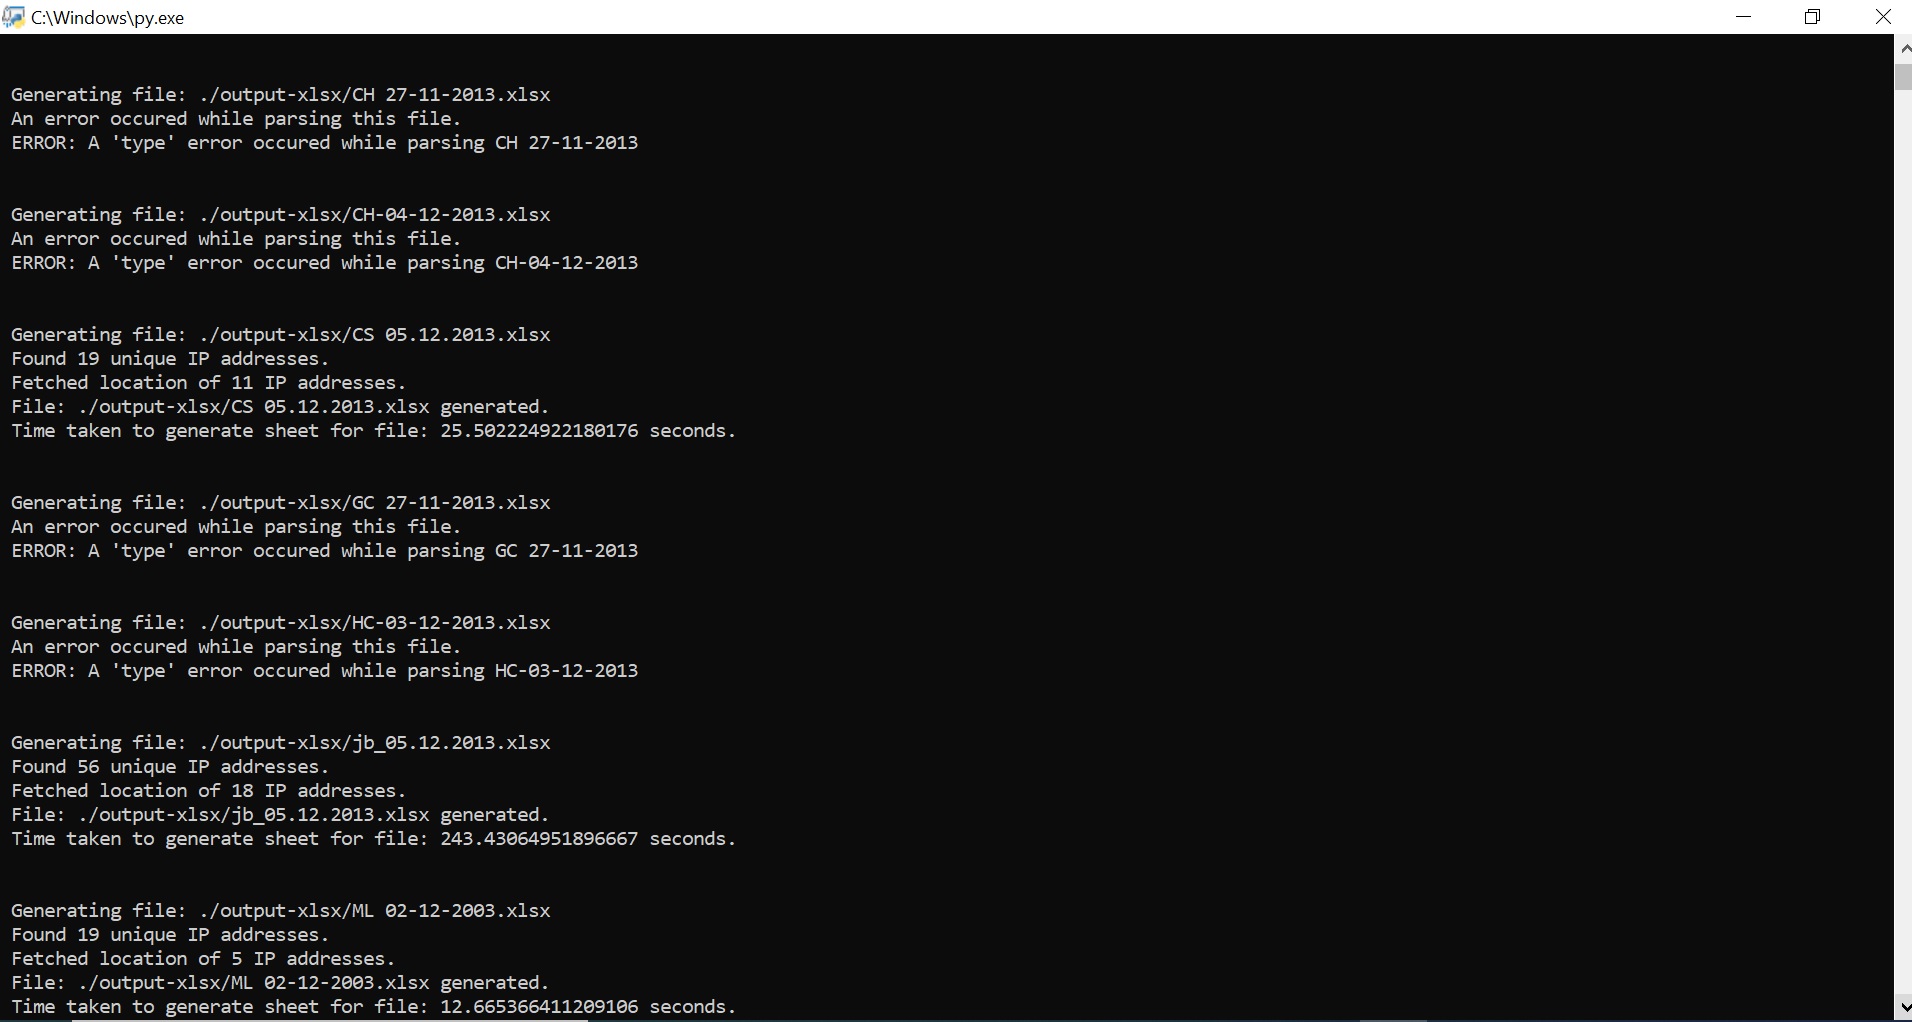 C:\Windows\py.exe
Generating file: ./output-xlsx/CH 27-11-2013.xlsx
An error occured while parsing this file.
ERROR: A 'type' error occured while parsing CH 27-11-2013
Generating file: ./output-xlsx/CH-04-12-2013.xlsx
An error occured while parsing this file.
ERROR: A 'type' error occured while parsing CH-04-12-2013
Generating file: ./output-xlsx/CS 05.12.2013.xlsx
Found 19 unique IP addresses.
Fetched location of 11 IP addresses.
File: ./output-xlsx/CS 05.12.2013.xlsx generated.
Time taken to generate sheet for file: 25.502224922180176 seconds.
Generating file: ./output-xlsx/GC 27-11-2013.xlsx
An error occured while parsing this file.
ERROR: A 'type' error occured while parsing GC 27-11-2013
Generating file: ./output-xlsx/HC-03-12-2013.xlsx
An error occured while parsing this file.
ERROR: A 'type' error occured while parsing HC-03-12-2013
Generating file: ./output-xlsx/jb_05.12.2013.xlsx
Found 56 unique IP addresses.
Fetched location of 18 IP addresses.
File: ./output-xlsx/jb_05.12.2013.xlsx generated.
Time taken to generate sheet for file: 243.43064951896667 seconds.
Generating file: ./output-xlsx/ML 02-12-2003.xlsx
Found 19 unique IP addresses.
Fetched location of 5 IP addresses.
File: ./output-xlsx/ML 02-12-2003.xlsx generated.
Time taken to generate sheet for file: 12.665366411209106 seconds.